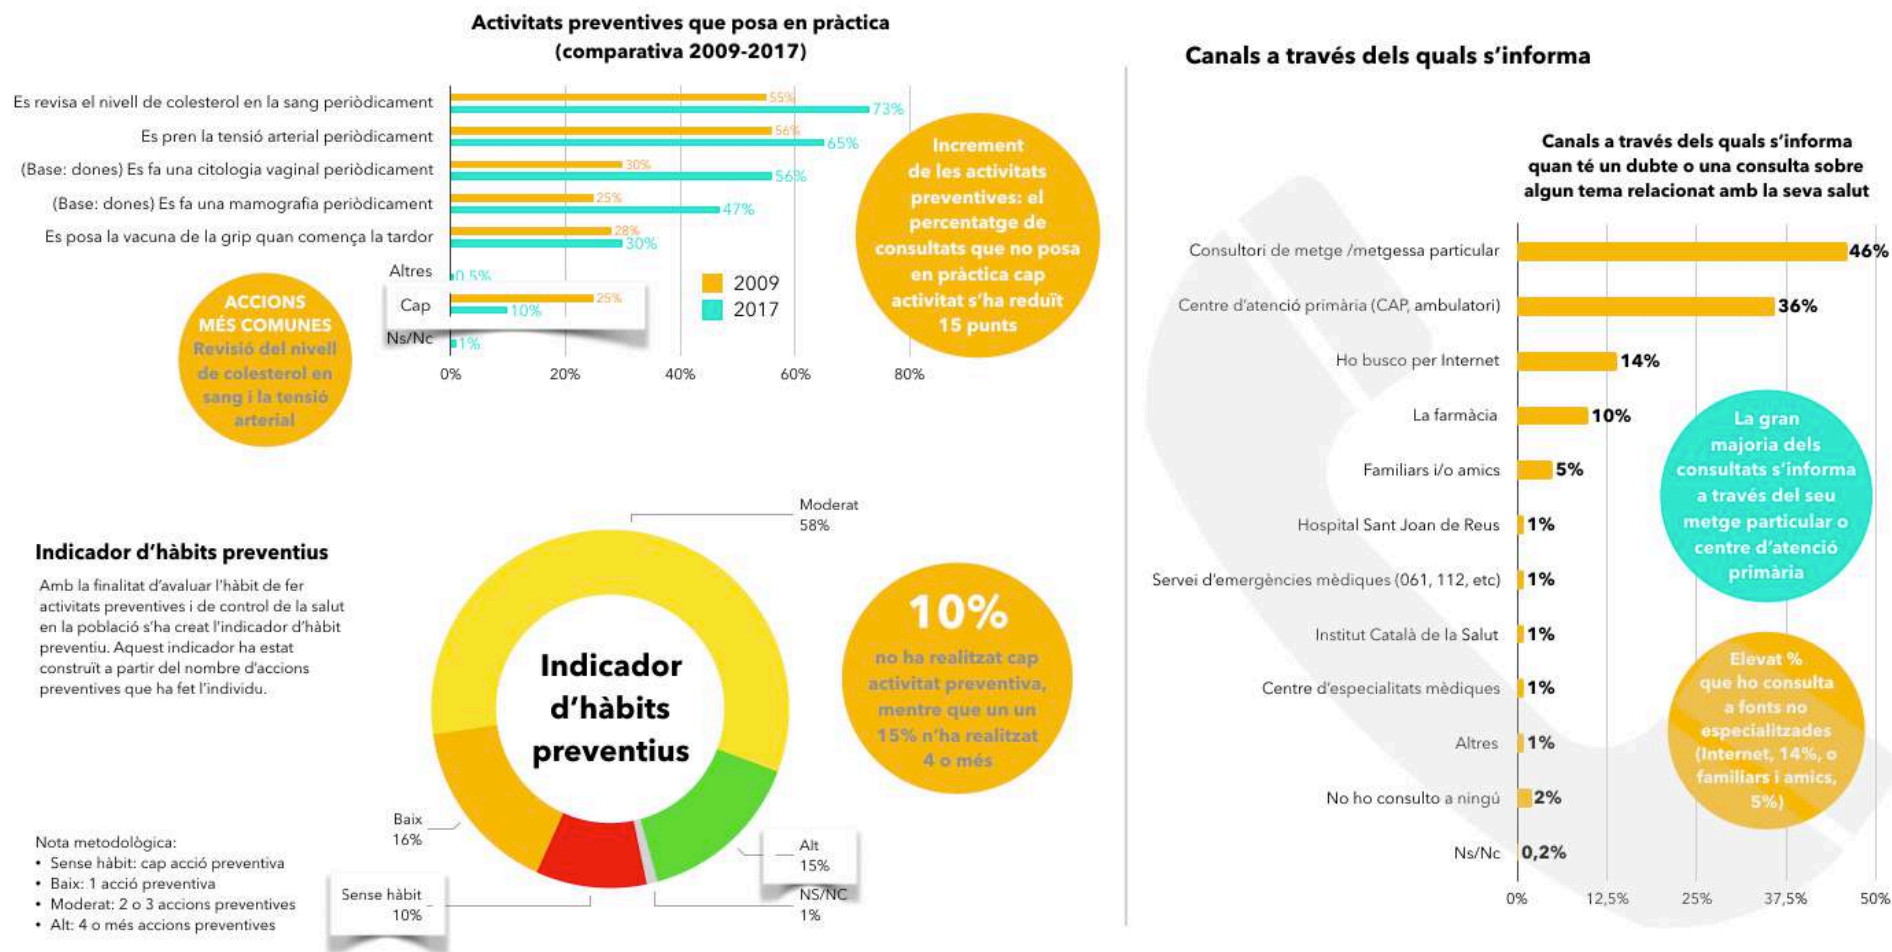 Activitats preventives que posa en pràctica
(comparativa 2009-2017)
Es revisa el nivell de colesterol en la sang periòdicament
55%
73%
Es pren la tensió arterial periòdicament
56%
65%
(Base: dones) Es fa una citologia vaginal periòdicament
30%
56%
(Base: dones) Es fa una mamografia periòdicament
25%
47%
Es posa la vacuna de la grip quan comença la tardor
28%
30%
Altres
0,5%
Cap
25%
10%
Ns/Nc
1%
0%
20%
40%
60%
80%
2009
2017
Increment
de les activitats
preventives: el
percentatge de
consultats que no posa
en pràctica cap
activitat s'ha reduït
15 punts
ACCIONS
MÉS COMUNES
Revisió del nivell
de colesterol en
sang i la tensió
arterial
Indicador d'hàbits preventius
Amb la finalitat d'avaluar l'hàbit de fer
activitats preventives i de control de la salut
en la població s'ha creat l'indicador d'hàbit
preventiu. Aquest indicador ha estat
construït a partir del nombre d'accions
preventives que ha fet l'individu.
Nota metodològica:
• Sense hàbit: cap acció preventiva
• Baix: 1 acció preventiva
• Moderat: 2 o 3 accions preventives
• Alt: 4 o més accions preventives
Moderat
58%
Indicador
d'hàbits
preventius
Baix
16%
Sense hàbit
10%
Alt
15%
NS/NC
1%
10%
no ha realitzat cap
activitat preventiva,
mentre que un un
15% n'ha realitzat
4 o més
Canals a través dels quals s'informa
Canals a través dels quals s'informa
quan té un dubte o una consulta sobre
algun tema relacionat amb la seva salut
Consultori de metge /metgessa particular
46%
Centre d'atenció primària (CAP, ambulatori)
36%
Ho busco per Internet
14%
La farmàcia
10%
Familiars i/o amics
5%
Hospital Sant Joan de Reus
1%
Servei d'emergències mèdiques (061, 112, etc)
1%
Institut Català de la Salut
1%
Centre d'especialitats mèdiques
1%
Altres
1%
No ho consulto a ningú
2%
Ns/Nc
0,2%
0%
12,5%
25%
37,5%
50%
La gran
majoria dels
consultats s'informa
a través del seu
metge particular o
centre d'atenció
primària
Elevat %
que ho consulta
a fonts no
especialitzades
(Internet, 14%, o
familiars i amics,
5%)